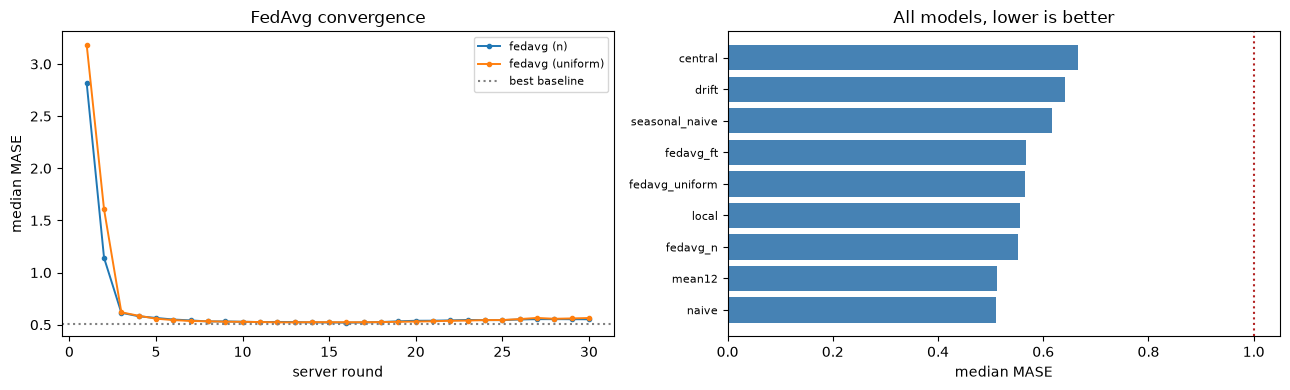 FedAvg convergence
median MASE
3.0
2.5
2.0
1.5
1.0
0.5
fedavg (n)
fedavg (uniform)
best baseline
0
5
10
15
20
25
30
server round
All models, lower is better
central
drift
seasonal_naive
fedavg_ft
fedavg_uniform
local
fedavg_n
mean12
naive
0.0
0.2
0.4
0.6
0.8
1.0
median MASE